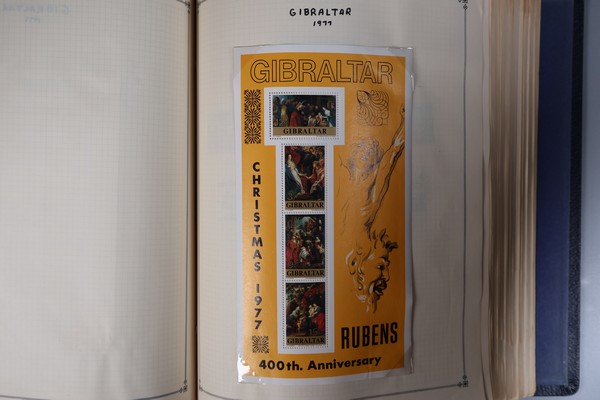 GIBRALTAR
1977
GIBRALTAR
GIBRALTAR
GIBRALTAR
GIBRALTAR
GIBRALTAR
CHRISTMAS 1977
RUBENS
400th. Anniversary